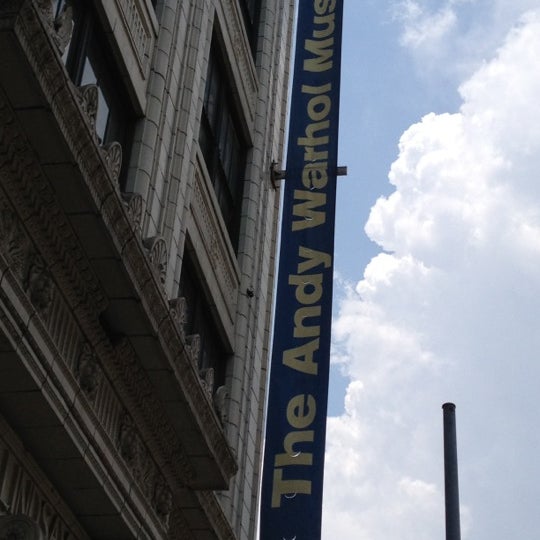 The Andy Warhol Mus